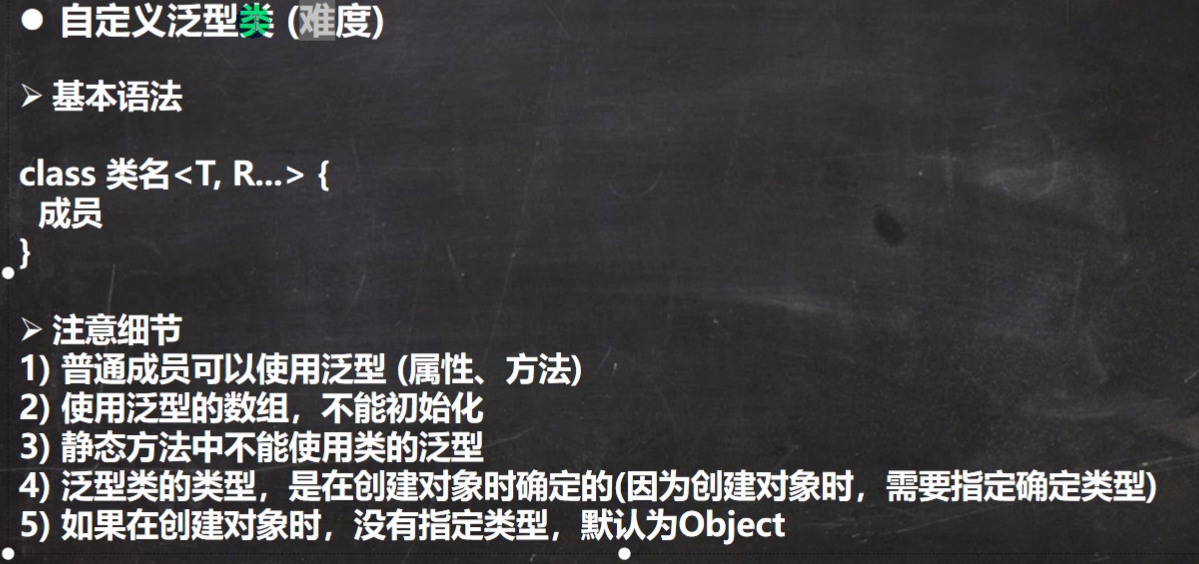 ● 自定义泛型类 (难度)
➢ 基本语法
class 类名<T, R...> {
成员
}
➢ 注意细节
1) 普通成员可以使用泛型 (属性、方法)
2) 使用泛型的数组，不能初始化
3) 静态方法中不能使用类的泛型
4) 泛型类的类型，是在创建对象时确定的(因为创建对象时，需要指定确定类型)
5) 如果在创建对象时，没有指定类型，默认为Object